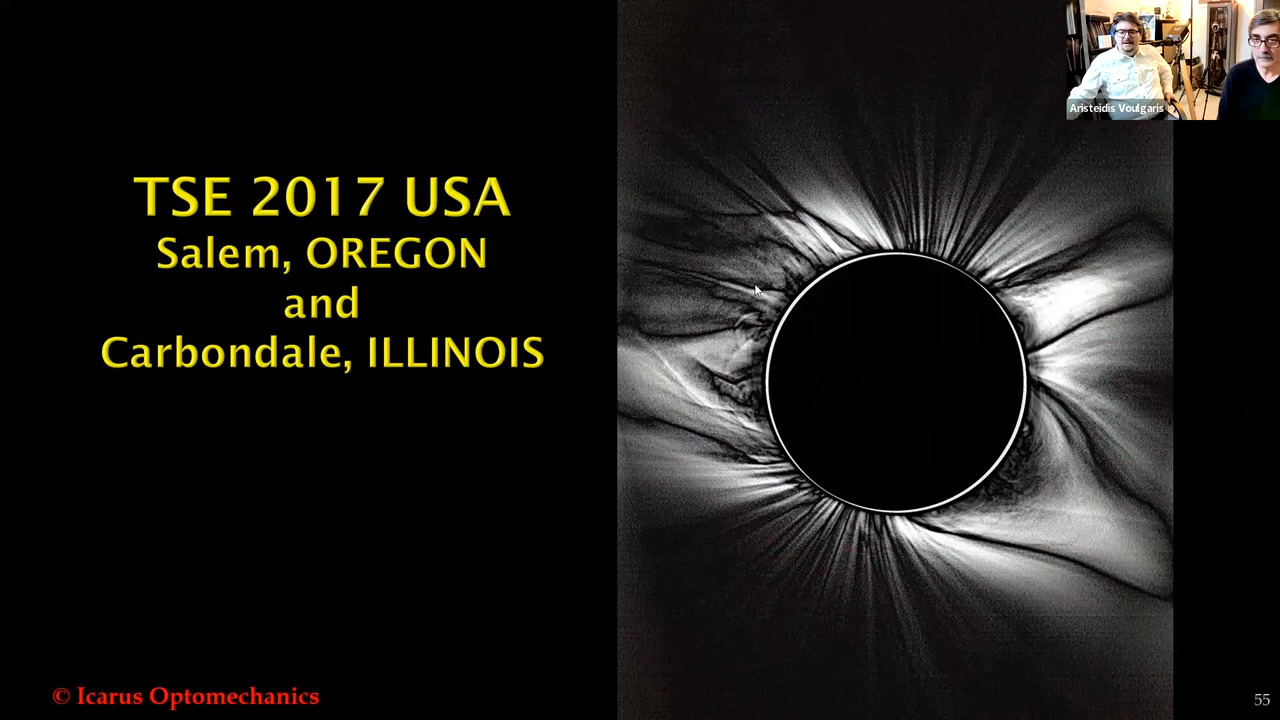 TSE 2017 USA
Salem, OREGON
and
Carbondale, ILLINOIS
Aristeidis Voulgaris
© Icarus Optomechanics
55